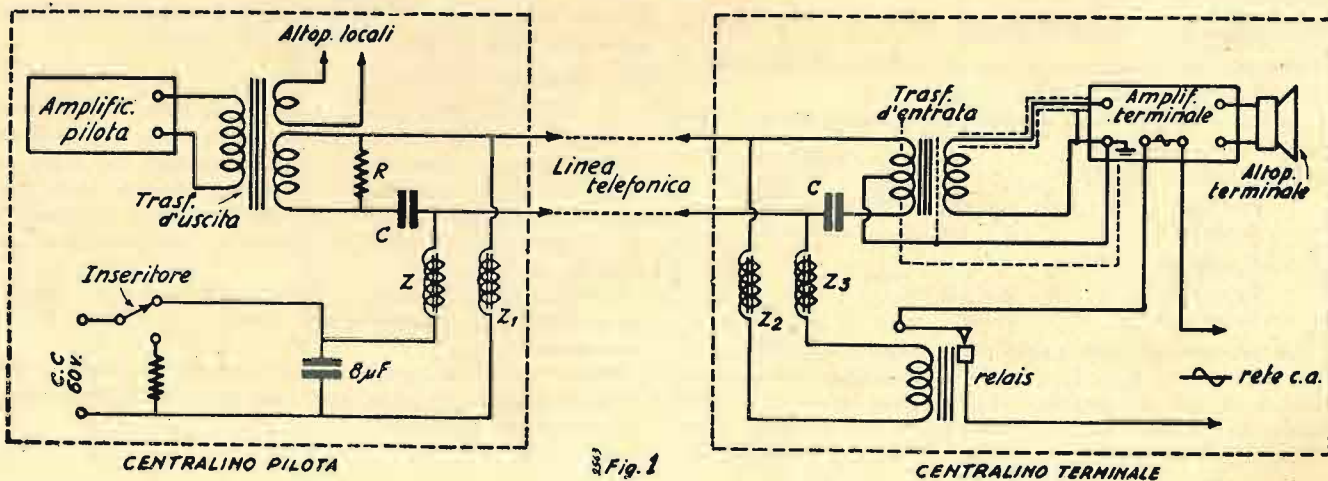 Altop. locali
Amplific.
pilota
Trasf.
d'uscita
R
C
Inseritore
C.C
60 v.
8µF
Z
Z1
CENTRALINO PILOTA
Linea
telefonica
Fig. 1
Trasf.
d'entrata
Amplif.
terminale
Altop.
terminale
C
Z2
Z3
relais
rete c.a.
CENTRALINO TERMINALE